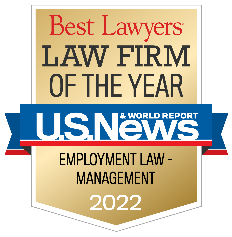 Best Lawyers
LAW FIRM
OF THE YEAR
U.S.News
& WORLD REPORT
EMPLOYMENT LAW –
MANAGEMENT
2022